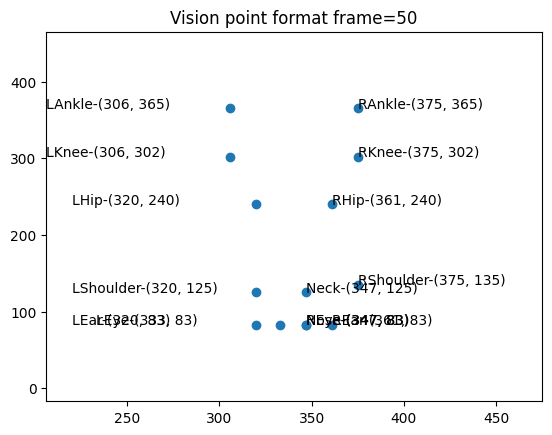 Vision point format frame=50
400
LAnkle-(306, 365)
RAnkle-(375, 365)
300
LKnee-(306, 302)
RKnee-(375, 302)
200
LHip-(320, 240)
RHip-(361, 240)
RShoulder-(375, 135)
LShoulder-(320, 125)
Neck-(347, 125)
100
0
250
300
350
400
450